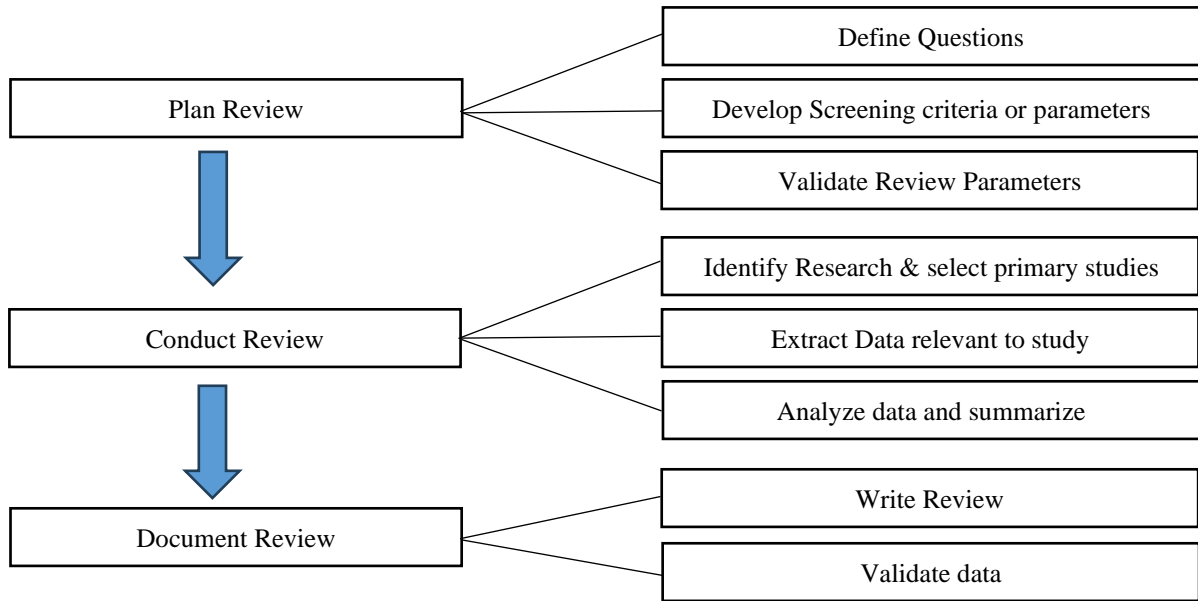 Define Questions
Plan Review
Develop Screening criteria or parameters
Validate Review Parameters
Identify Research & select primary studies
Conduct Review
Extract Data relevant to study
Analyze data and summarize
Write Review
Document Review
Validate data